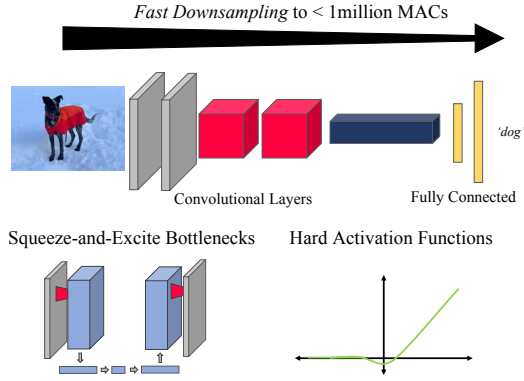 Fast Downsampling to < 1million MACs
'dog'
Convolutional Layers
Fully Connected
Squeeze-and-Excite Bottlenecks
Hard Activation Functions